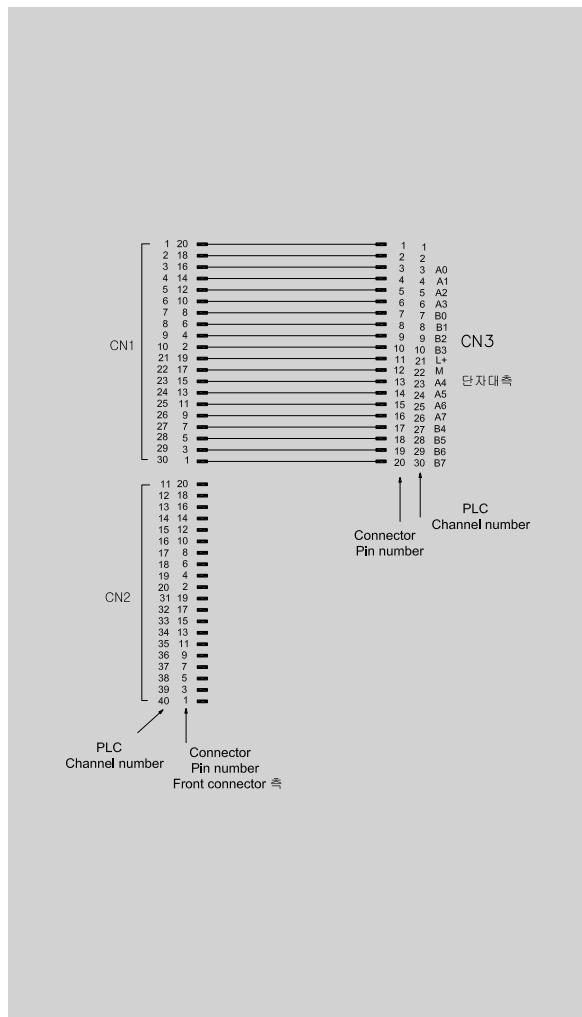 CN1
1 20
2 18
3 16
4 14
5 12
6 10
7 8
8 6
9 4
10 2
21 19
22 17
23 15
24 13
25 11
26 9
27 7
28 5
29 3
30 1
1 1
2 2
3 3 A0
4 4 A1
5 5 A2
6 6 A3
7 7 B0
8 8 B1
9 9 B2
10 10 B3
11 21 L+
12 22 M
13 23 A4
14 24 A5
15 25 A6
16 26 A7
17 27 B4
18 28 B5
19 29 B6
20 30 B7
CN3
단자대측
Connector
Pin number
PLC
Channel number
CN2
11 20
12 18
13 16
14 14
15 12
16 10
17 8
18 6
19 4
20 2
31 19
32 17
33 15
34 13
35 11
36 9
37 7
38 5
39 3
40 1
PLC
Channel number
Connector
Pin number
Front connector 측